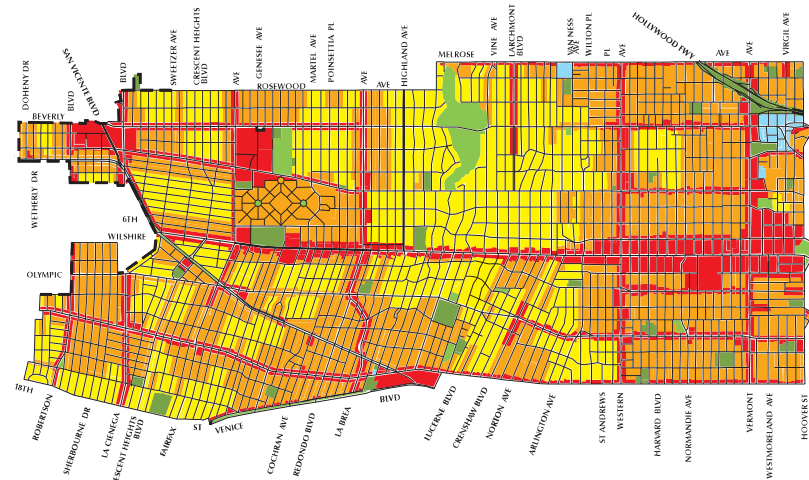 DOHENY DR
SAN VICENTE BLVD
BLVD
BLVD
SWEETZER AVE
CRESCENT HEIGHTS
BLVD
AVE
GENESEE AVE
MARTEL AVE
POINSETTIA PL
AVE
HIGHLAND AVE
MELROSE
VINE AVE
LARCHMONT
BLVD
VAN NESS
AVE
WILTON PL
PL
AVE
HOLLYWOOD FWY
AVE
AVE
VIRGIL AVE
ROSEWOOD
AVE
BEVERLY
WETHERLY DR
6TH
WILSHIRE
OLYMPIC
18TH
ROBERTSON
SHERBOURNE DR
LA CIENEGA
ESCENT HEIGHTS
BLVD
FAIRFAX
ST
VENICE
COCHRAN AVE
REDONDO BLVD
LA BREA
BLVD
LUCERNE BLVD
CRENSHAW BLVD
NORTON AVE
ARLINGTON AVE
ST ANDREWS
WESTERN
HARVARD BLVD
NORMANDIE AVE
VERMONT
WESTMORELAND AVE
HOOVER ST